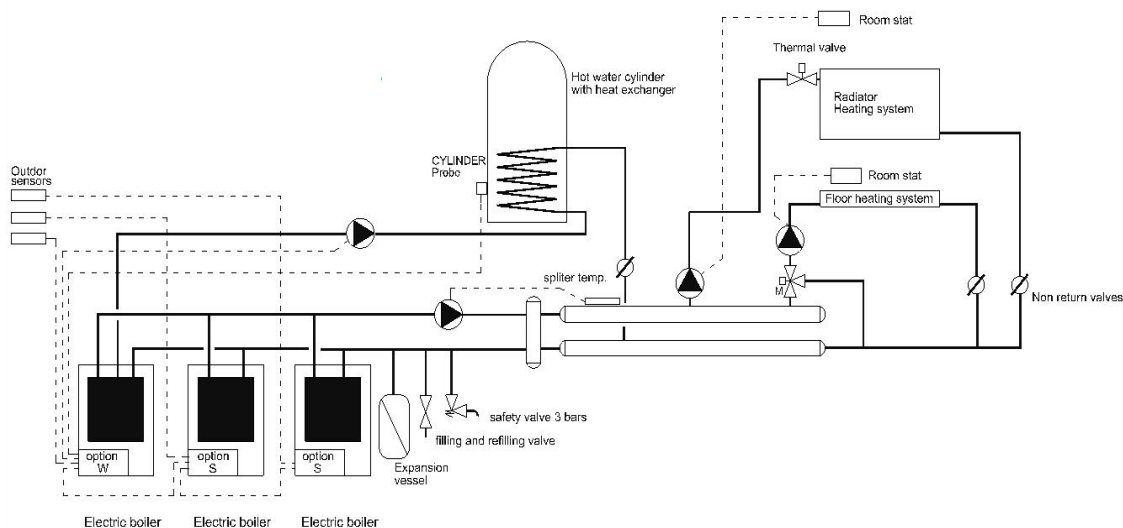 Room stat
Thermal valve
Hot water cylinder
with heat exchanger
Radiator
Heating system
CYLINDER
Probe
Outdor
sensors
Room stat
Floor heating system
spliter temp.
M
Non return valves
safety valve 3 bars
filling and refilling valve
option
W
option
S
option
S
Expansion
vessel
Electric boiler
Electric boiler
Electric boiler